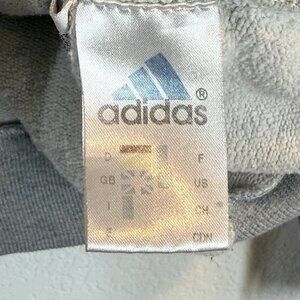 adidas®
D F
GB US
I CH
E CDN